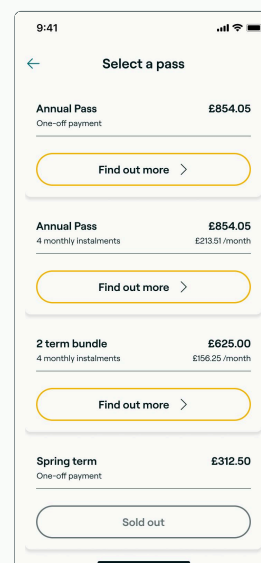 9:41
Select a pass
Annual Pass £854.05
One-off payment
Find out more
Annual Pass £854.05
4 monthly instalments £213.51 /month
Find out more
2 term bundle £625.00
4 monthly instalments £156.25 /month
Find out more
Spring term £312.50
One-off payment
Sold out